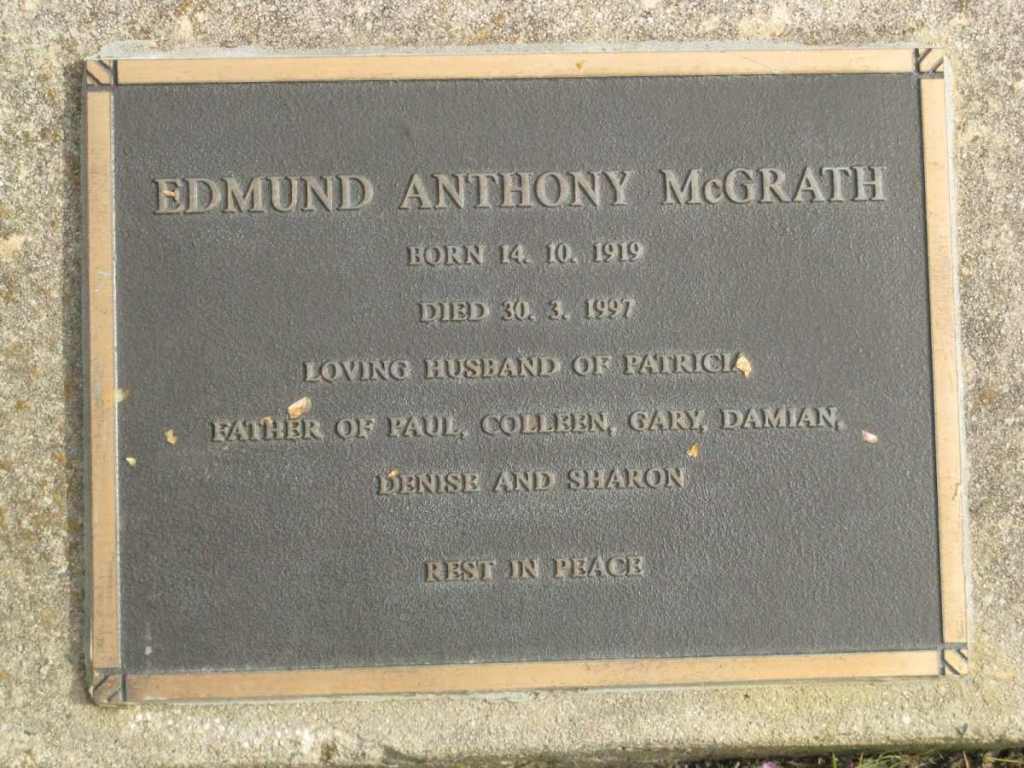 EDMUND ANTHONY McGRATH
BORN 14. 10. 1919
DIED 30. 3. 1997
LOVING HUSBAND OF PATRICIA
FATHER OF PAUL, COLLEEN, GARY, DAMIAN,
DENISE AND SHARON
REST IN PEACE